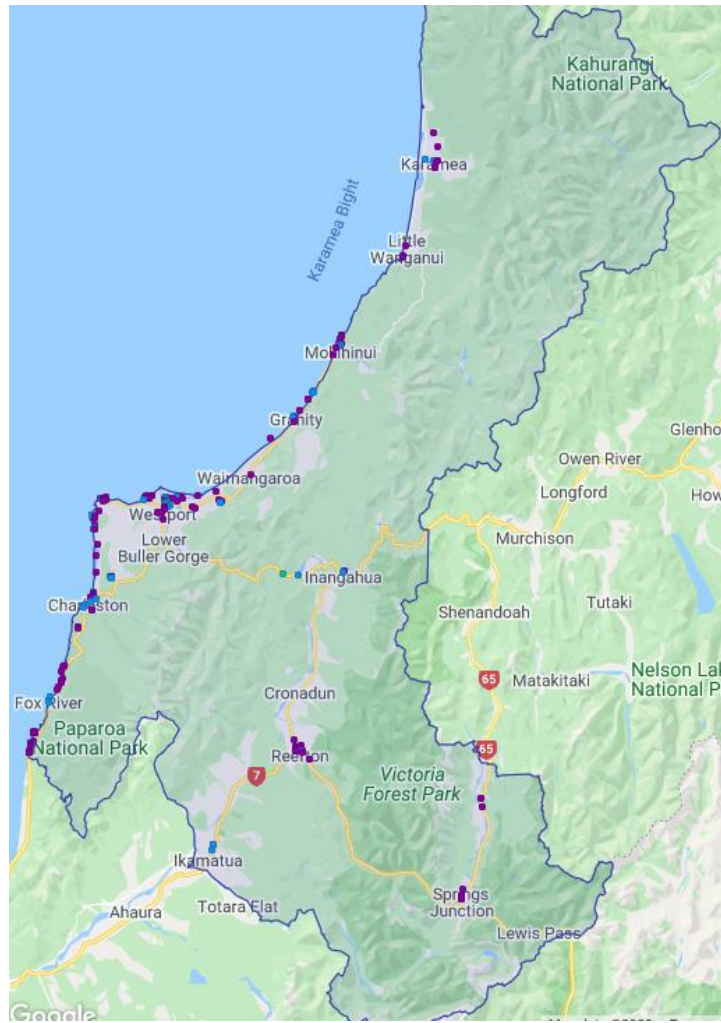 Kahurangi
National Park
Karamea
Karamea Bight
Little
Wanganui
Mokihinui
Granity
Glenho
Owen River
Waimangaroa
Longford
How
Westport
Murchison
Lower
Buller Gorge
Inangahua
Charleston
Shenandoah
Tutaki
65
Nelson Lak
National P
Matakitaki
Cronadun
Fox River
Paparoa
National Park
Reefton
65
7
Victoria
Forest Park
Ikamatua
Springs
Junction
Ahaura
Totara Flat
Lewis Pass
Google